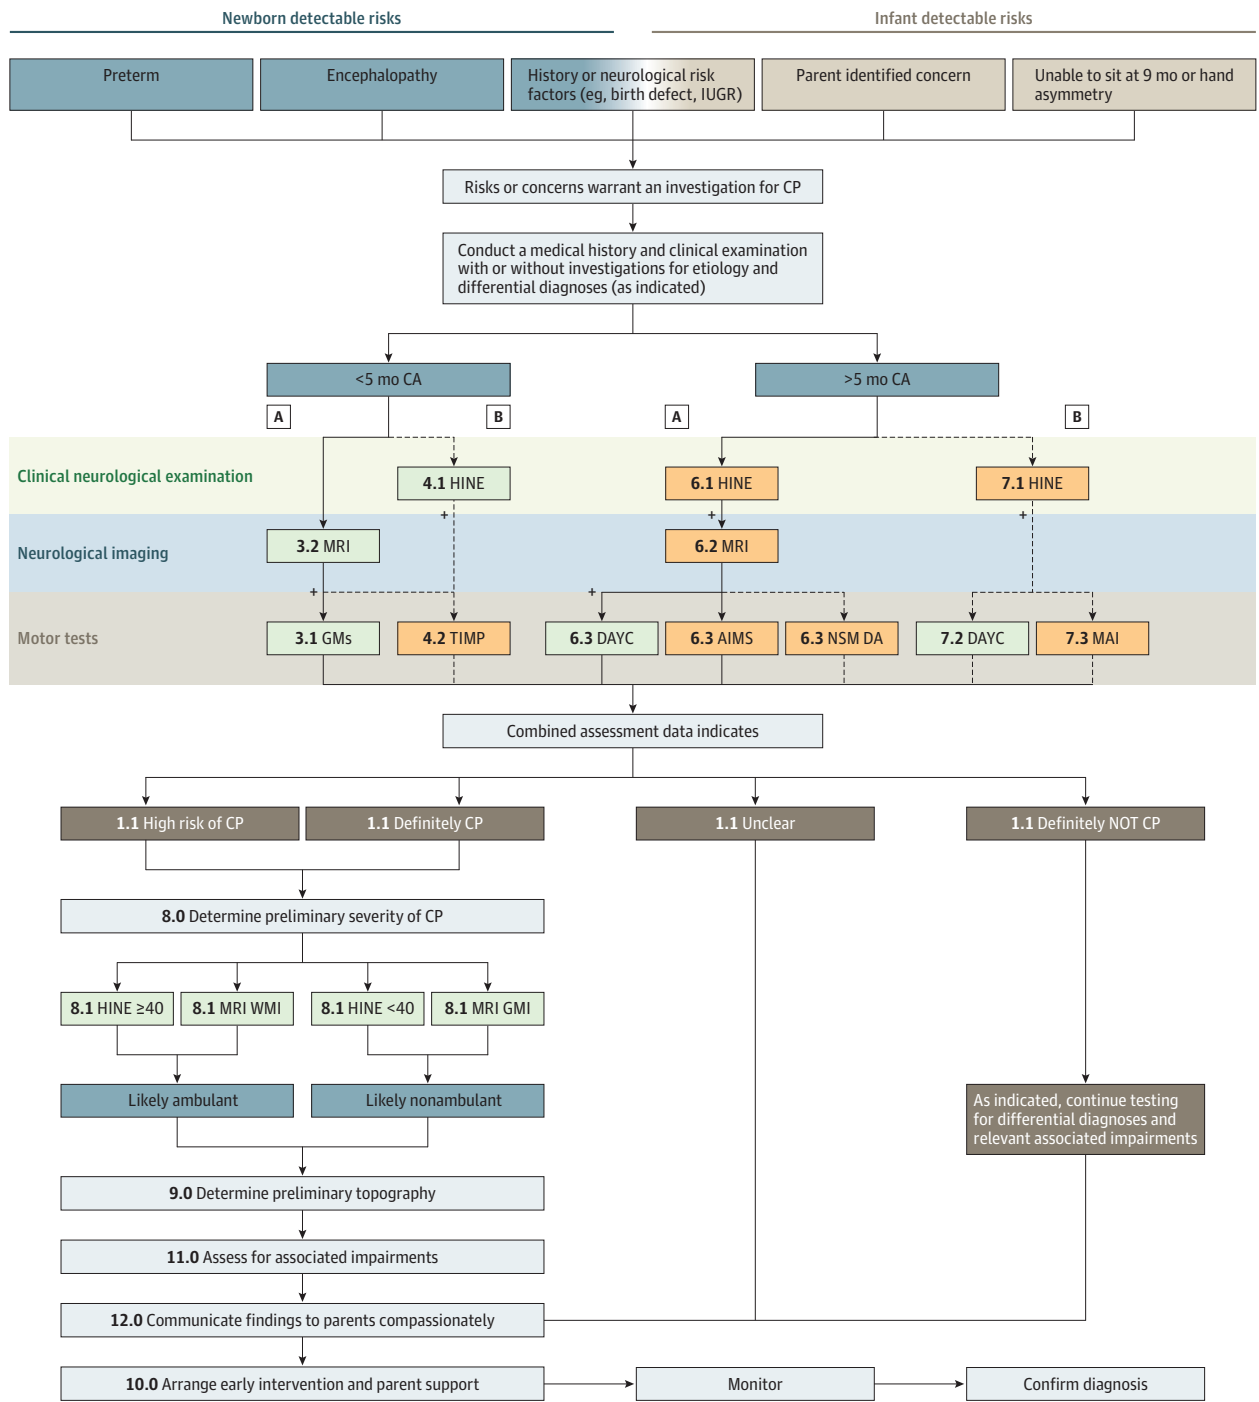 Newborn detectable risks
Infant detectable risks
Preterm
Encephalopathy
History or neurological risk
factors (eg, birth defect, IUGR)
Parent identified concern
Unable to sit at 9 mo or hand
asymmetry
Risks or concerns warrant an investigation for CP
Conduct a medical history and clinical examination
with or without investigations for etiology and
differential diagnoses (as indicated)
<5 mo CA
>5 mo CA
A
B
A
B
Clinical neurological examination
4.1 HINE
6.1 HINE
7.1 HINE
+
+
+
Neurological imaging
3.2 MRI
6.2 MRI
+
+
Motor tests
3.1 GMs
4.2 TIMP
6.3 DAYC
6.3 AIMS
6.3 NSM DA
7.2 DAYC
7.3 MAI
Combined assessment data indicates
1.1 High risk of CP
1.1 Definitely CP
1.1 Unclear
1.1 Definitely NOT CP
8.0 Determine preliminary severity of CP
8.1 HINE ≥40
8.1 MRI WMI
8.1 HINE <40
8.1 MRI GMI
Likely ambulant
Likely nonambulant
As indicated, continue testing
for differential diagnoses and
relevant associated impairments
9.0 Determine preliminary topography
11.0 Assess for associated impairments
12.0 Communicate findings to parents compassionately
10.0 Arrange early intervention and parent support
Monitor
Confirm diagnosis